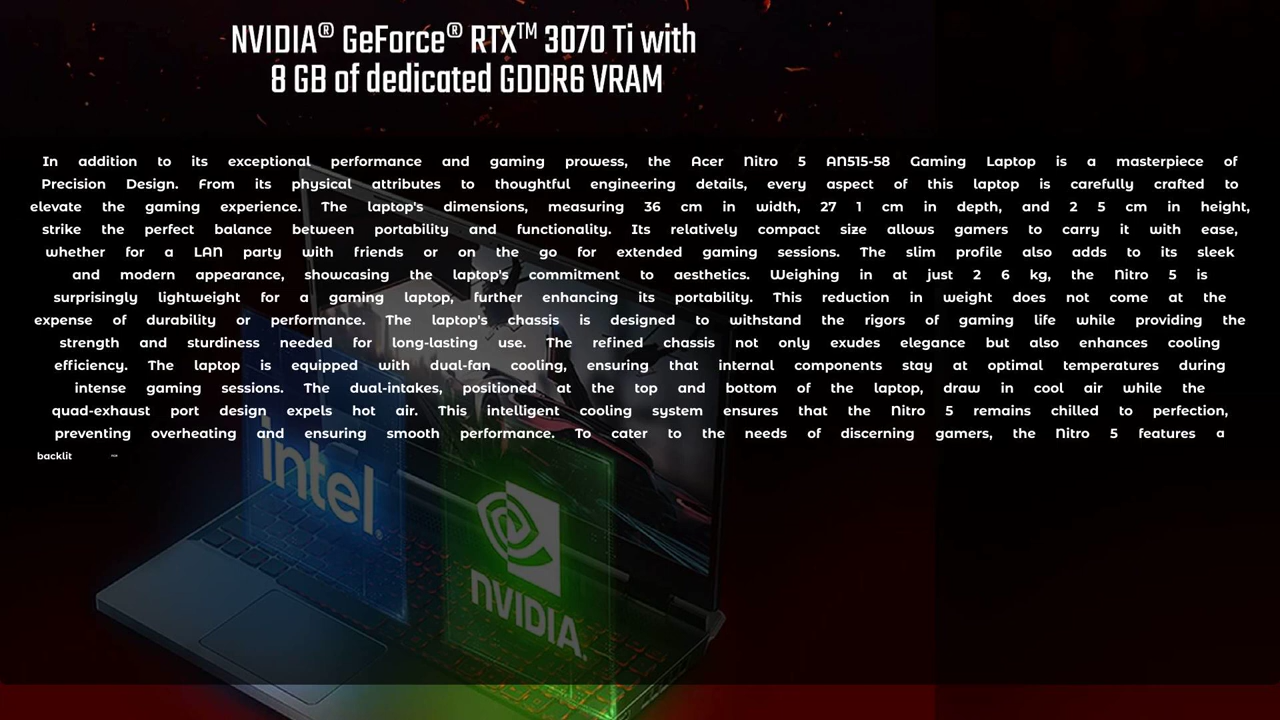 NVIDIA® GeForce® RTX™ 3070 Ti with
8 GB of dedicated GDDR6 VRAM
In addition to its exceptional performance and gaming prowess, the Acer Nitro 5 AN515-58 Gaming Laptop is a masterpiece of
Precision Design. From its physical attributes to thoughtful engineering details, every aspect of this laptop is carefully crafted to
elevate the gaming experience. The laptop's dimensions, measuring 36 cm in width, 27 1 cm in depth, and 2 5 cm in height,
strike the perfect balance between portability and functionality. Its relatively compact size allows gamers to carry it with ease,
whether for a LAN party with friends or on the go for extended gaming sessions. The slim profile also adds to its sleek
and modern appearance, showcasing the laptop's commitment to aesthetics. Weighing in at just 2 6 kg, the Nitro 5 is
surprisingly lightweight for a gaming laptop, further enhancing its portability. This reduction in weight does not come at the
expense of durability or performance. The laptop's chassis is designed to withstand the rigors of gaming life while providing the
strength and sturdiness needed for long-lasting use. The refined chassis not only exudes elegance but also enhances cooling
efficiency. The laptop is equipped with dual-fan cooling, ensuring that internal components stay at optimal temperatures during
intense gaming sessions. The dual-intakes, positioned at the top and bottom of the laptop, draw in cool air while the
quad-exhaust port design expels hot air. This intelligent cooling system ensures that the Nitro 5 remains chilled to perfection,
preventing overheating and ensuring smooth performance. To cater to the needs of discerning gamers, the Nitro 5 features a
backlit
intel.
NVIDIA.